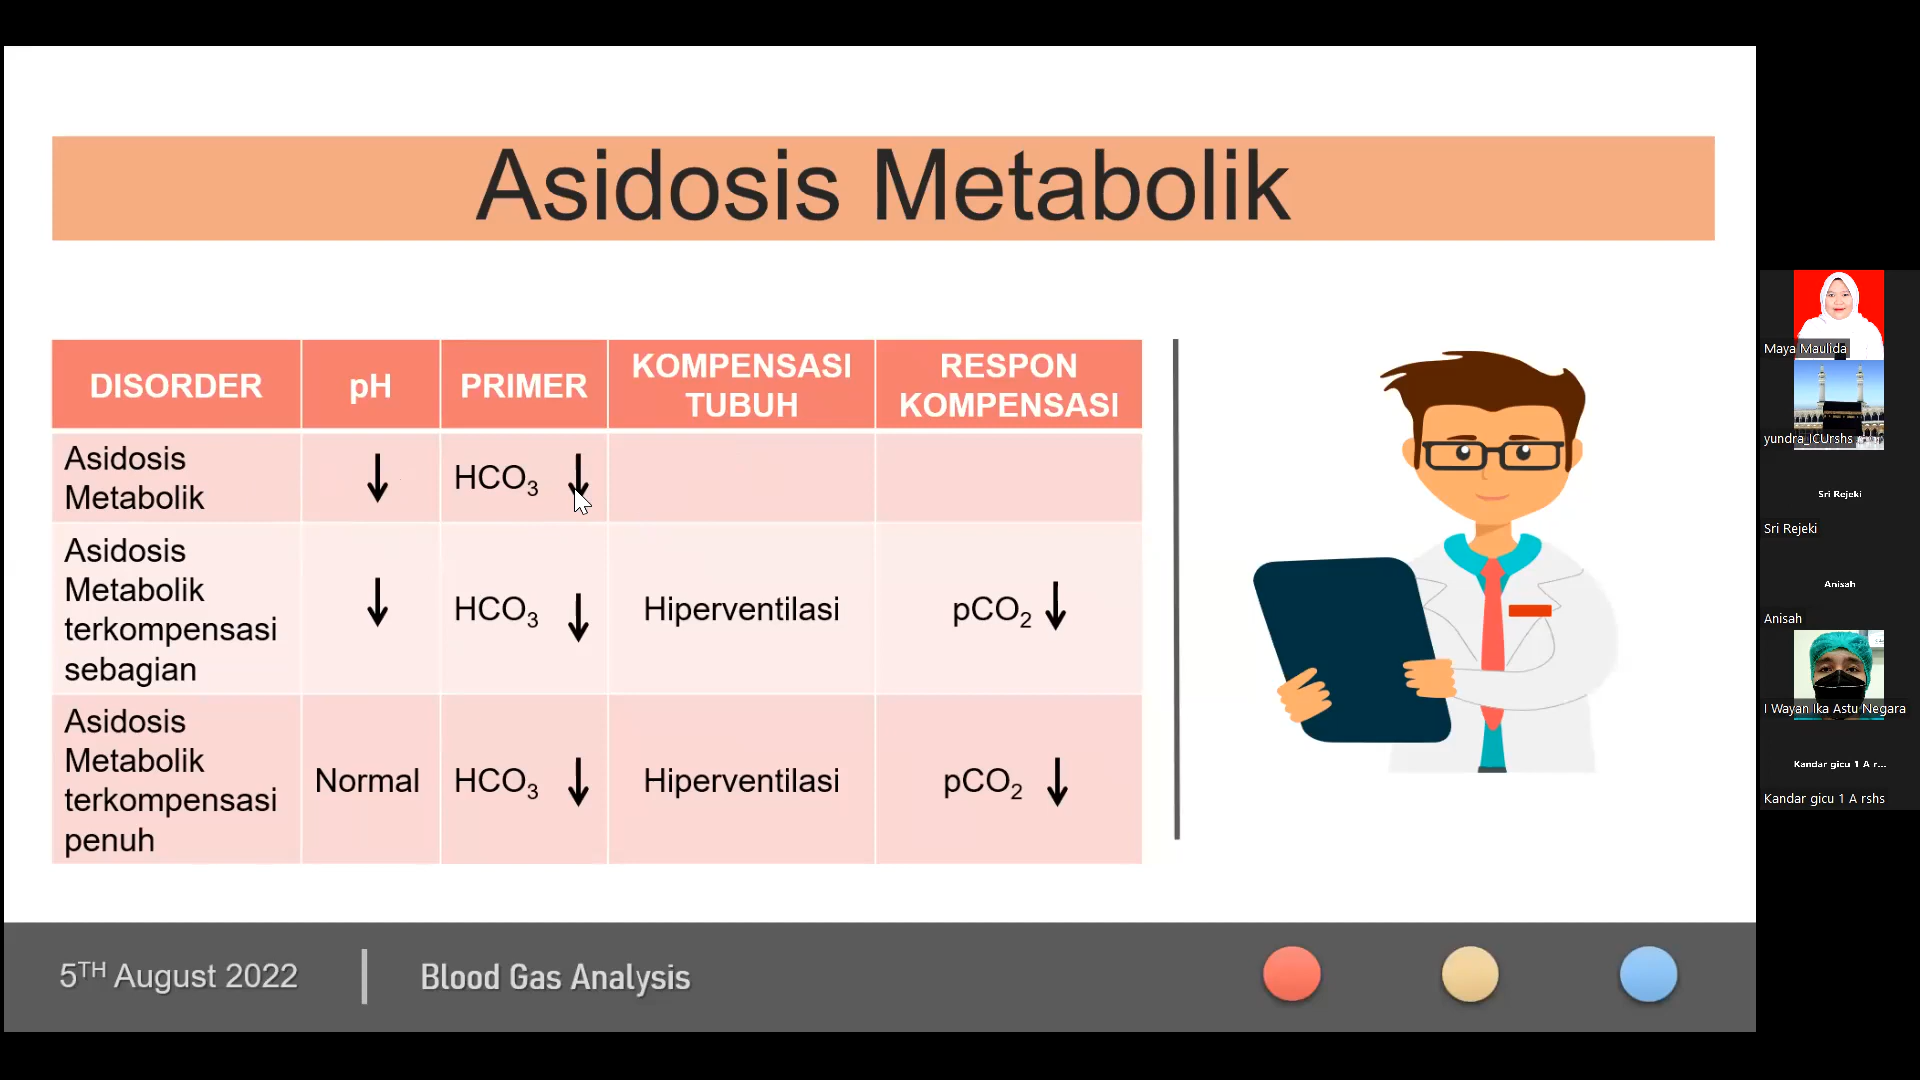 Asidosis Metabolik
DISORDER
pH
PRIMER
KOMPENSASI
TUBUH
RESPON
KOMPENSASI
Asidosis
Metabolik
↓
HCO₃ ↓
Asidosis
Metabolik
terkompensasi
sebagian
↓
HCO₃ ↓
Hiperventilasi
pCO₂ ↓
Asidosis
Metabolik
terkompensasi
penuh
Normal
HCO₃ ↓
Hiperventilasi
pCO₂ ↓
5TH August 2022
Blood Gas Analysis
Maya Maulida
yundra_ICUrshs
Sri Rejeki
Sri Rejeki
Anisah
Anisah
I Wayan Ika Astu Negara
Kandar gicu 1 A r...
Kandar gicu 1 A rshs